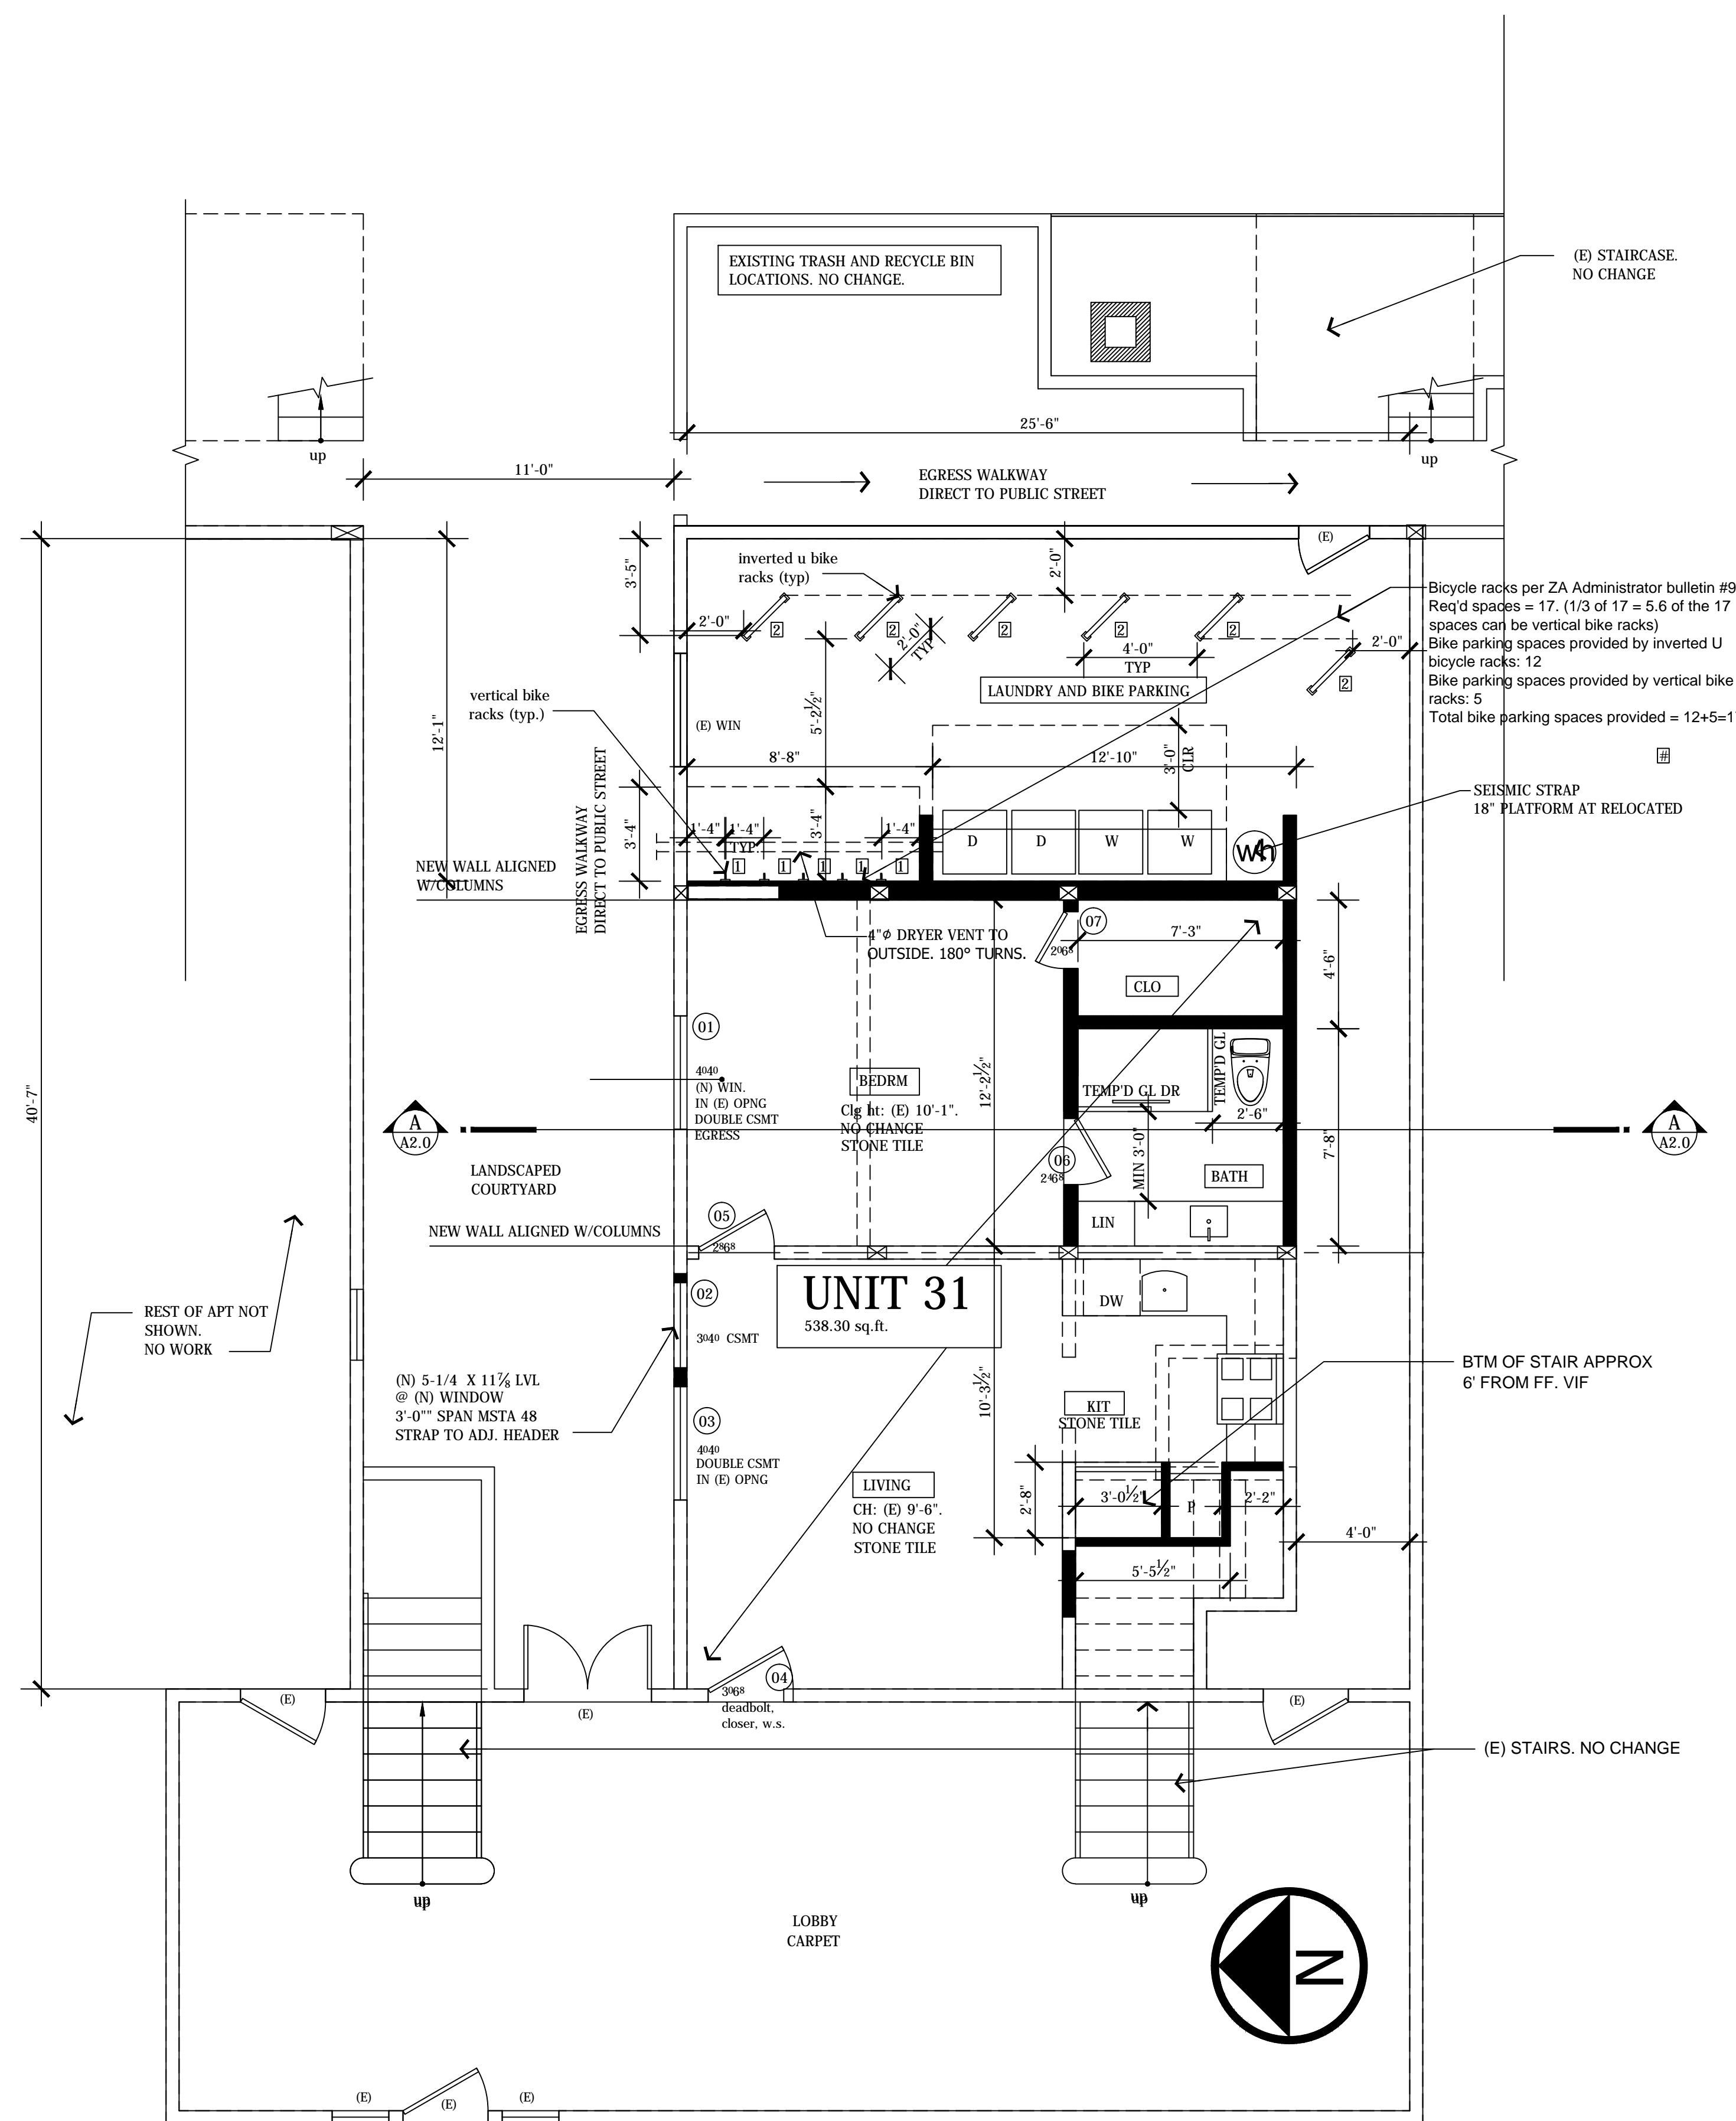 EXISTING TRASH AND RECYCLE BIN
LOCATIONS. NO CHANGE.
(E) STAIRCASE.
NO CHANGE
25'-6"
up
up
11'-0"
EGRESS WALKWAY
DIRECT TO PUBLIC STREET
(E)
inverted u bike
racks (typ)
2'-0"
3'-5"
2'-0"
2
2
2
2
2
2
2'-0"
TYP
4'-0"
TYP
2'-0"
Bicycle racks per ZA Administrator bulletin #9
Req'd spaces = 17. (1/3 of 17 = 5.6 of the 17
spaces can be vertical bike racks)
Bike parking spaces provided by inverted U
bicycle racks: 12
Bike parking spaces provided by vertical bike
racks: 5
Total bike parking spaces provided = 12+5=1
#
LAUNDRY AND BIKE PARKING
vertical bike
racks (typ.)
(E) WIN
12'-1"
5'-2½"
8'-8"
12'-10"
3'-0"
CLR
SEISMIC STRAP
18" PLATFORM AT RELOCATED
EGRESS WALKWAY
DIRECT TO PUBLIC STREET
3'-4"
3'-4"
1'-4"
1'-4"
TYP.
1'-4"
D
D
W
W
Wh
1
1
1
1
1
NEW WALL ALIGNED
W/COLUMNS
4"⌀ DRYER VENT TO
OUTSIDE. 180° TURNS.
07
2068
7'-3"
CLO
4'-6"
01
4040
(N) WIN.
IN (E) OPNG
DOUBLE CSMT
EGRESS
BEDRM
Clg ht: (E) 10'-1".
NO CHANGE
STONE TILE
12'-2½"
TEMP'D GL DR
TEMP'D GL
2'-6"
MIN 3'-0"
7'-8"
40'-7"
A
A2.0
A
A2.0
06
2468
BATH
LIN
LANDSCAPED
COURTYARD
NEW WALL ALIGNED W/COLUMNS
05
2868
UNIT 31
538.30 sq.ft.
DW
02
3040 CSMT
REST OF APT NOT
SHOWN.
NO WORK
(N) 5-1/4 X 11⅞ LVL
@ (N) WINDOW
3'-0"" SPAN MSTA 48
STRAP TO ADJ. HEADER
10'-3½"
KIT
STONE TILE
BTM OF STAIR APPROX
6' FROM FF. VIF
03
4040
DOUBLE CSMT
IN (E) OPNG
LIVING
CH: (E) 9'-6".
NO CHANGE
STONE TILE
2'-8"
3'-0½"
P
2'-2"
4'-0"
5'-5½"
04
3068
deadbolt,
closer, w.s.
(E)
(E)
(E)
(E) STAIRS. NO CHANGE
up
up
LOBBY
CARPET
N
(E)
(E)
(E)